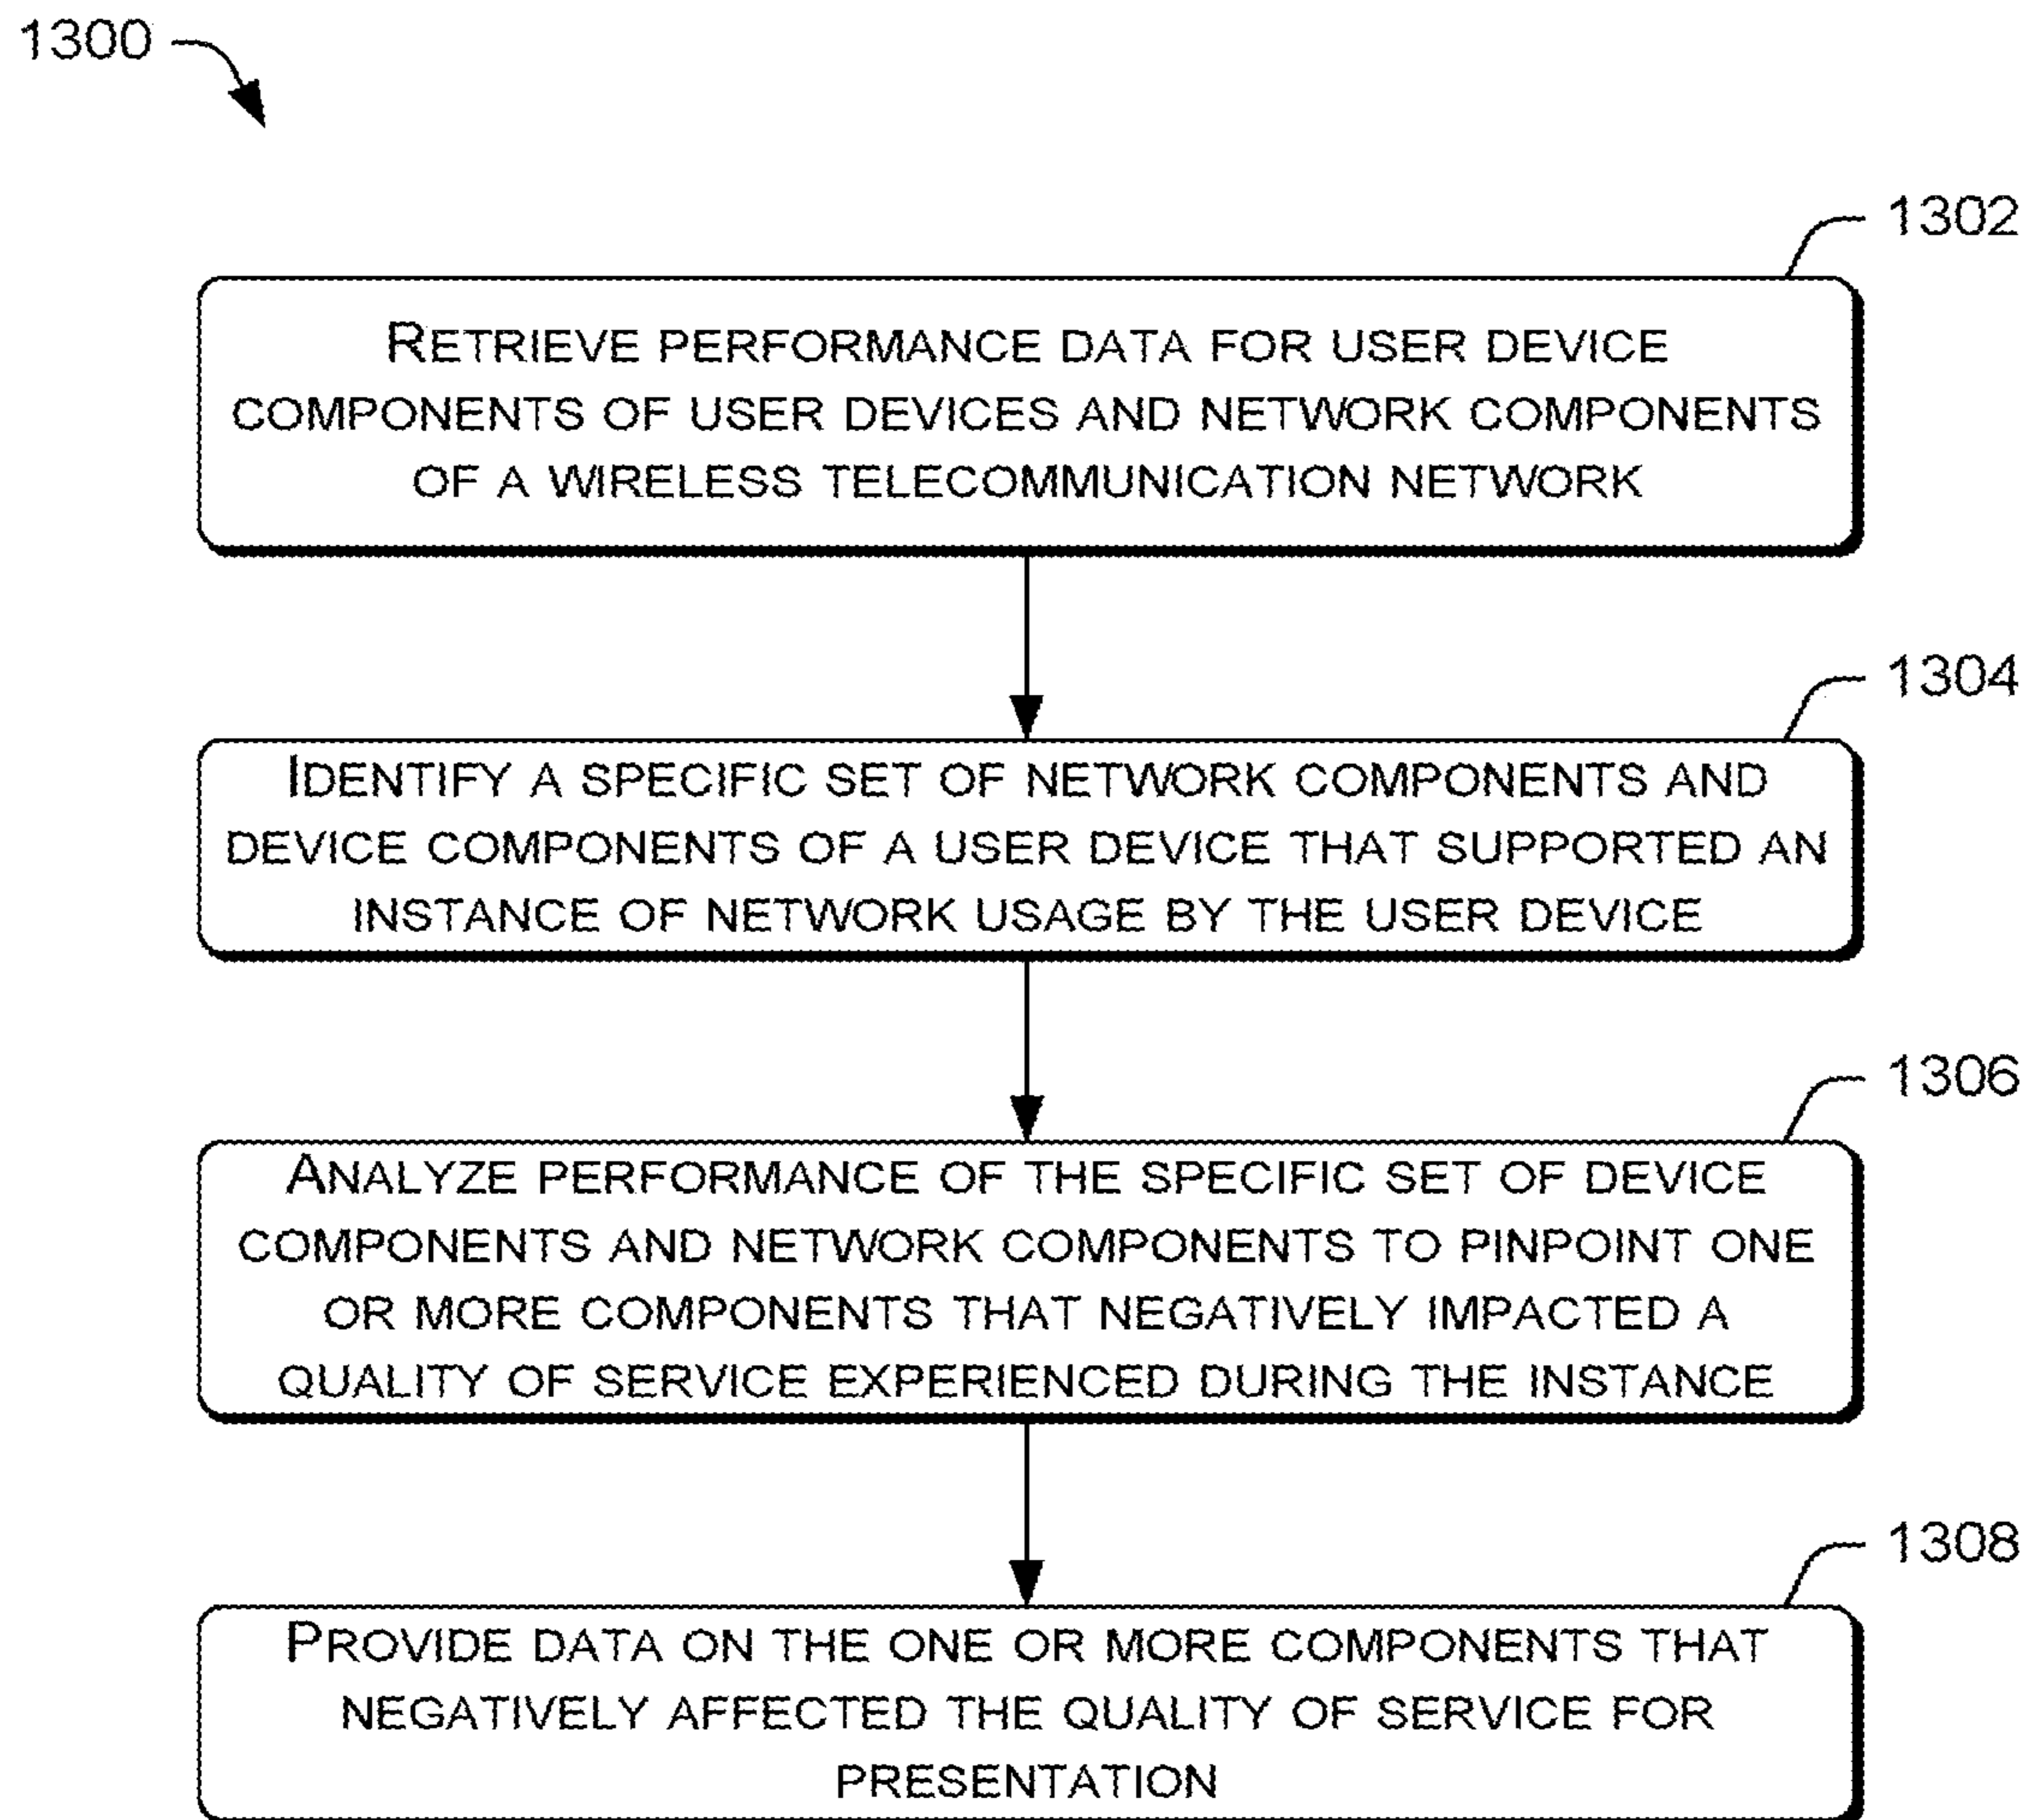 1300
1302
RETRIEVE PERFORMANCE DATA FOR USER DEVICE
COMPONENTS OF USER DEVICES AND NETWORK COMPONENTS
OF A WIRELESS TELECOMMUNICATION NETWORK
1304
IDENTIFY A SPECIFIC SET OF NETWORK COMPONENTS AND
DEVICE COMPONENTS OF A USER DEVICE THAT SUPPORTED AN
INSTANCE OF NETWORK USAGE BY THE USER DEVICE
1306
ANALYZE PERFORMANCE OF THE SPECIFIC SET OF DEVICE
COMPONENTS AND NETWORK COMPONENTS TO PINPOINT ONE
OR MORE COMPONENTS THAT NEGATIVELY IMPACTED A
QUALITY OF SERVICE EXPERIENCED DURING THE INSTANCE
1308
PROVIDE DATA ON THE ONE OR MORE COMPONENTS THAT
NEGATIVELY AFFECTED THE QUALITY OF SERVICE FOR
PRESENTATION